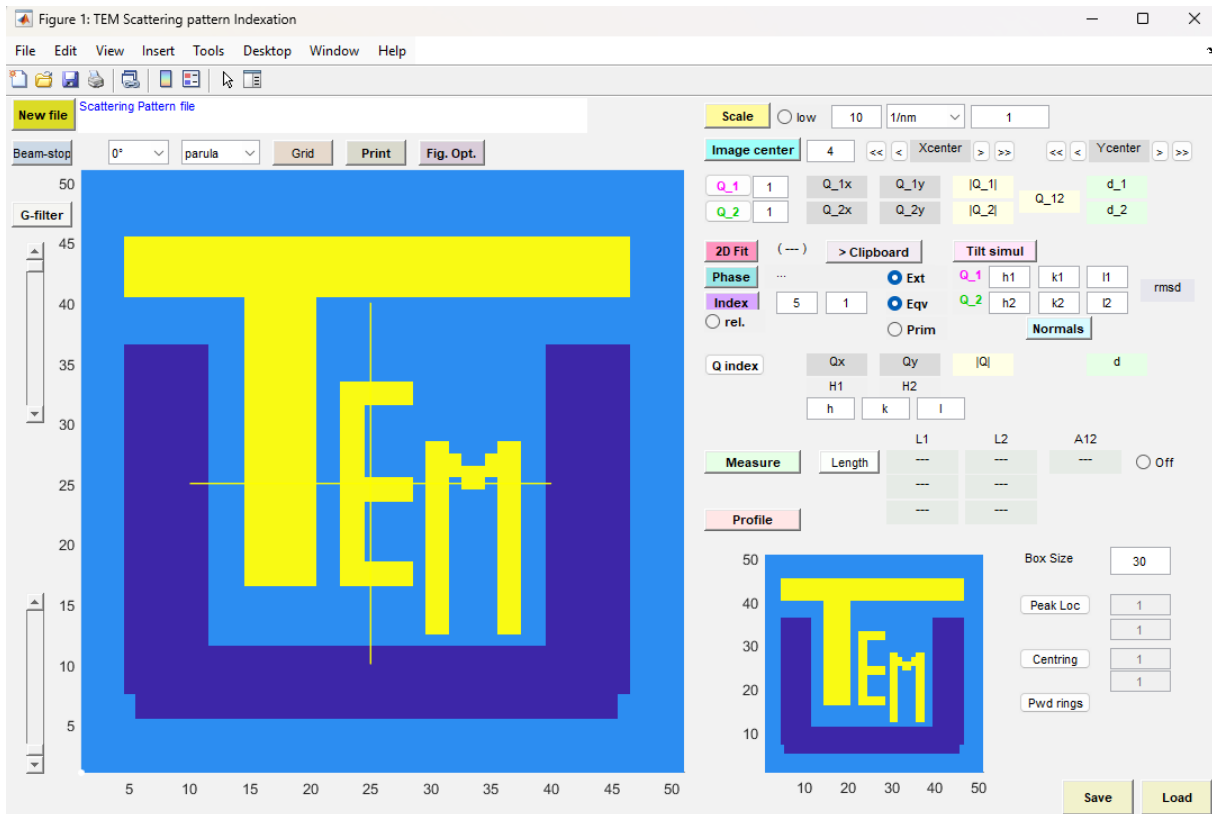 Figure 1: TEM Scattering pattern Indexation
File Edit View Insert Tools Desktop Window Help
New file Scattering Pattern file
Scale low 10 1/nm 1
Beam-stop 0° parula Grid Print Fig. Opt.
Image center 4 << < Xcenter > >> << < Ycenter > >>
Q_1 1 Q_1x Q_1y |Q_1| Q_12 d_1
Q_2 1 Q_2x Q_2y |Q_2| d_2
G-filter
2D Fit ( --- ) > Clipboard Tilt simul
Phase ... Ext Q_1 h1 k1 l1 rmsd
Index 5 1 Eqv Q_2 h2 k2 l2
rel. Prim Normals
Q index Qx Qy |Q| d
H1 H2
h k l
L1 L2 A12
Measure Length --- --- --- Off
--- ---
Profile --- ---
50
45
40
35
30
25
20
15
10
5
5 10 15 20 25 30 35 40 45 50
TEM
50
40
30
20
10
10 20 30 40 50
TEM
Box Size 30
Peak Loc 1
1
Centring 1
1
Pwd rings
Save Load